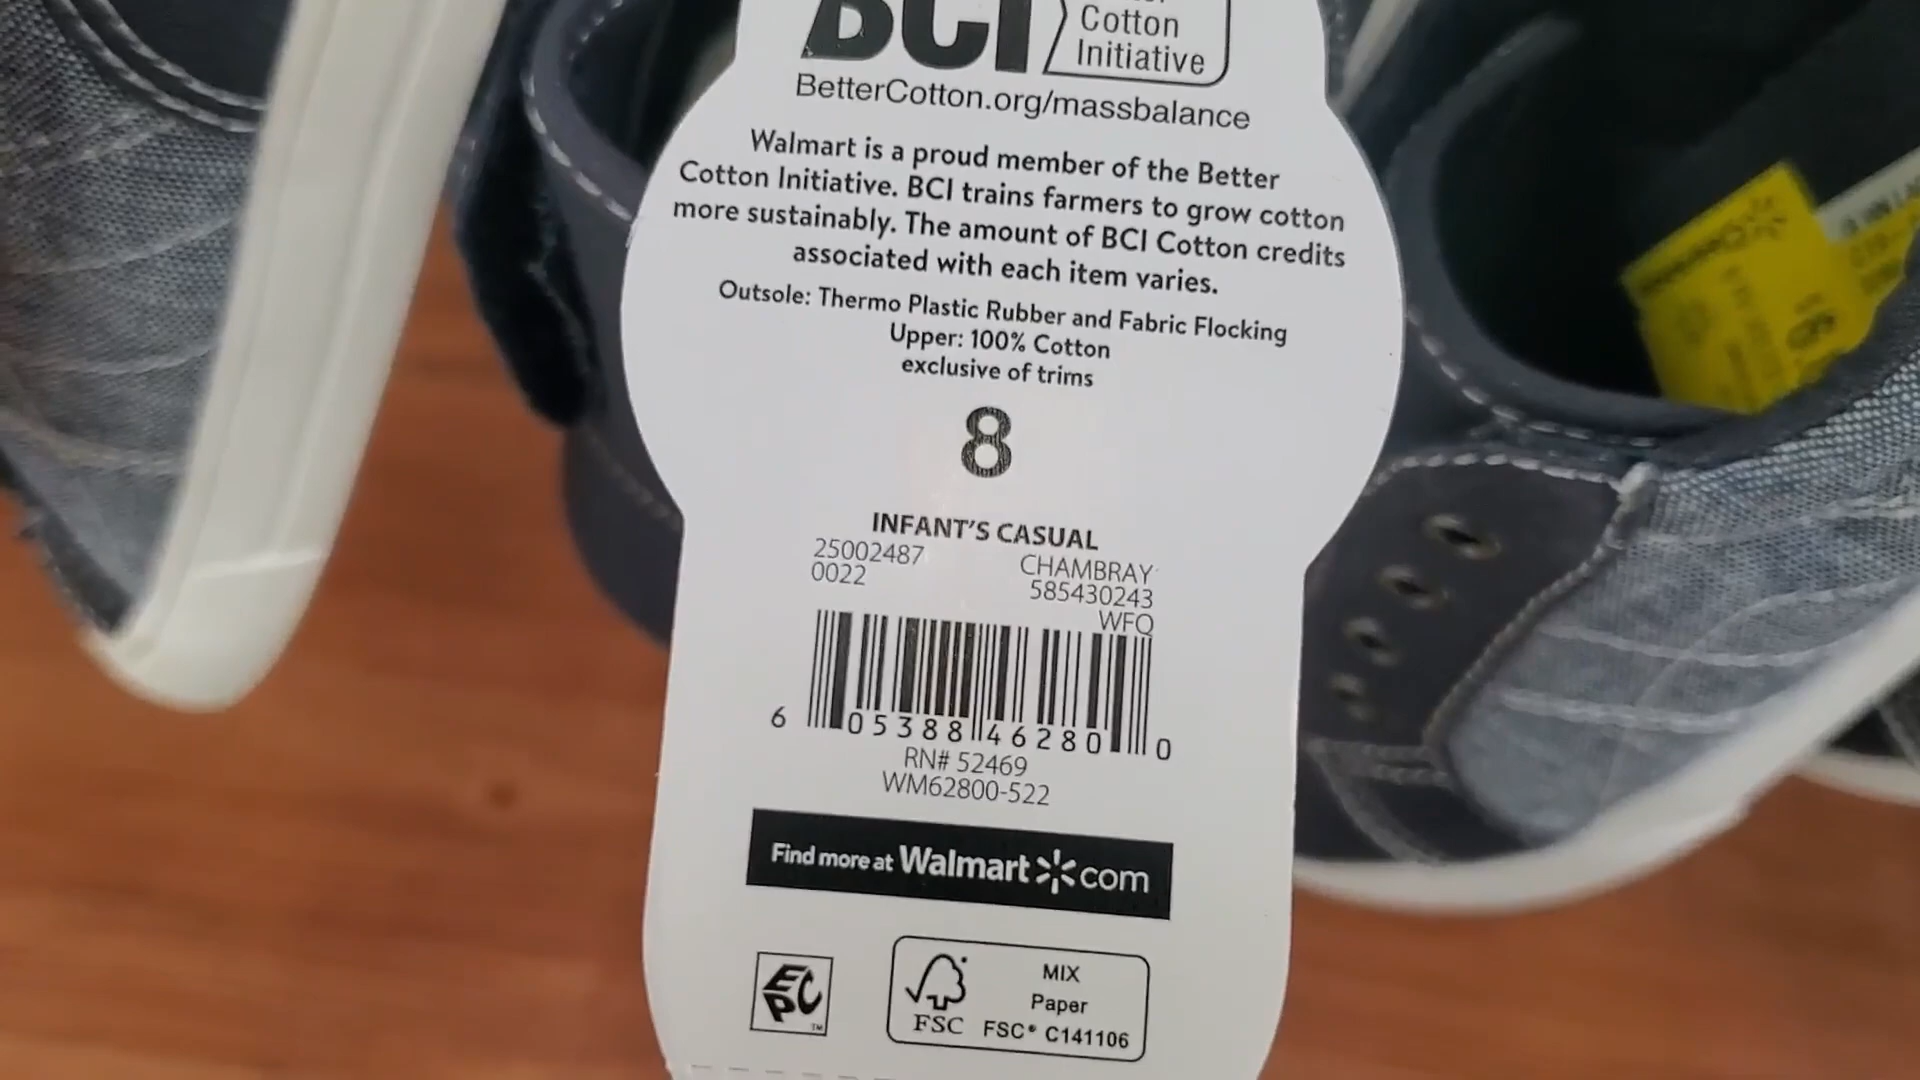 BCI
Cotton
Initiative
BetterCotton.org/massbalance
Walmart is a proud member of the Better
Cotton Initiative. BCI trains farmers to grow cotton
more sustainably. The amount of BCI Cotton credits
associated with each item varies.
Outsole: Thermo Plastic Rubber and Fabric Flocking
Upper: 100% Cotton
exclusive of trims
8
INFANT'S CASUAL
25002487 CHAMBRAY
0022 585430243
WFQ
6 05388 46280 0
RN# 52469
WM62800-522
Find more at Walmart com
EPC TM
FSC
MIX
Paper
FSC® C141106